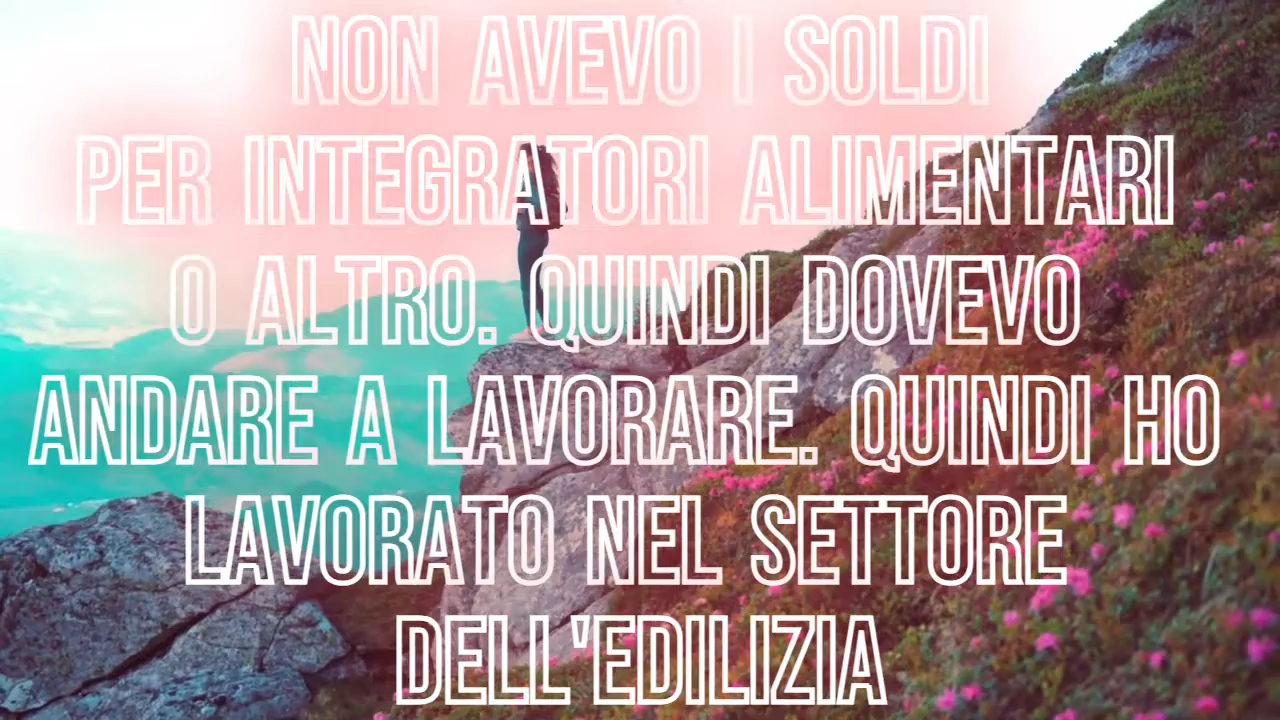 NON AVEVO I SOLDI
PER INTEGRATORI ALIMENTARI
O ALTRO. QUINDI DOVEVO
ANDARE A LAVORARE. QUINDI HO
LAVORATO NEL SETTORE
DELL'EDILIZIA